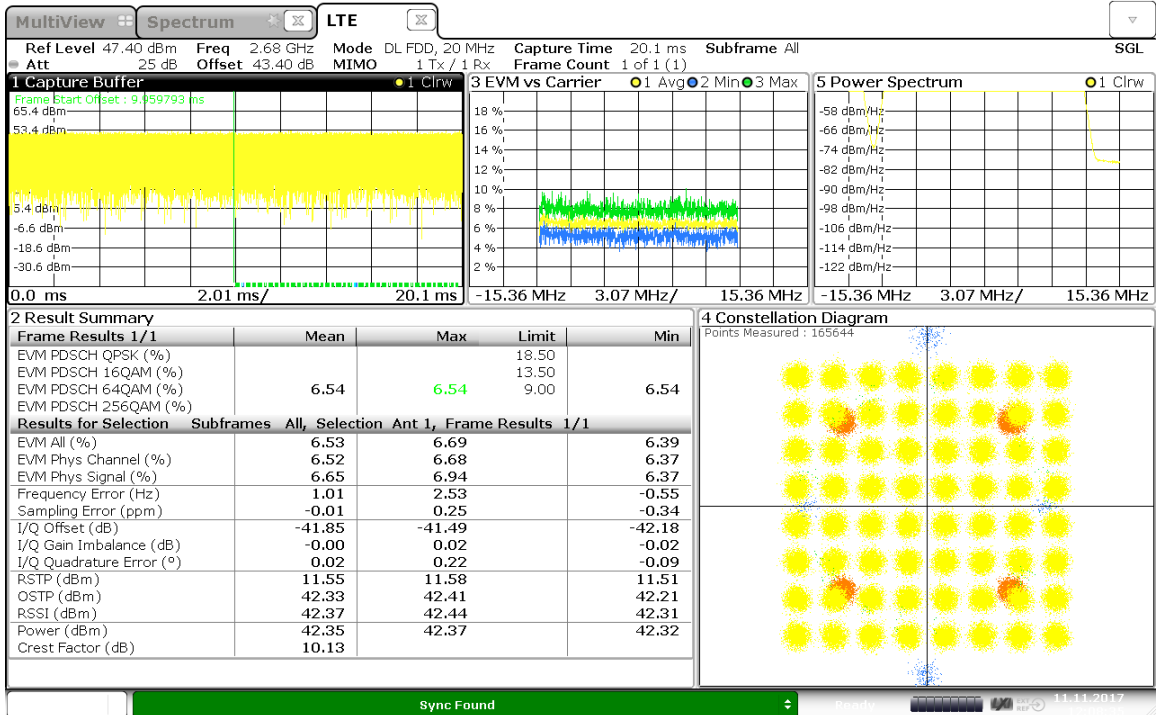 MultiView Spectrum LTE
Ref Level 47.40 dBm Freq 2.68 GHz Mode DL FDD, 20 MHz Capture Time 20.1 ms Subframe All SGL
Att 25 dB Offset 43.40 dB MIMO 1 Tx / 1 Rx Frame Count 1 of 1 (1)
1 Capture Buffer 1 Clrw
Frame Start Offset : 9.959793 ms
65.4 dBm
53.4 dBm
5.4 dBm
-6.6 dBm
-18.6 dBm
-30.6 dBm
0.0 ms 2.01 ms/ 20.1 ms
3 EVM vs Carrier 1 Avg 2 Min 3 Max
18 %
16 %
14 %
12 %
10 %
8 %
6 %
4 %
2 %
-15.36 MHz 3.07 MHz/ 15.36 MHz
5 Power Spectrum 1 Clrw
-58 dBm/Hz
-66 dBm/Hz
-74 dBm/Hz
-82 dBm/Hz
-90 dBm/Hz
-98 dBm/Hz
-106 dBm/Hz
-114 dBm/Hz
-122 dBm/Hz
-15.36 MHz 3.07 MHz/ 15.36 MHz
2 Result Summary
Frame Results 1/1 Mean Max Limit Min
EVM PDSCH QPSK (%) 18.50
EVM PDSCH 16QAM (%) 13.50
EVM PDSCH 64QAM (%) 6.54 6.54 9.00 6.54
EVM PDSCH 256QAM (%)
Results for Selection Subframes All, Selection Ant 1, Frame Results 1/1
EVM All (%) 6.53 6.69 6.39
EVM Phys Channel (%) 6.52 6.68 6.37
EVM Phys Signal (%) 6.65 6.94 6.37
Frequency Error (Hz) 1.01 2.53 -0.55
Sampling Error (ppm) -0.01 0.25 -0.34
I/Q Offset (dB) -41.85 -41.49 -42.18
I/Q Gain Imbalance (dB) -0.00 0.02 -0.02
I/Q Quadrature Error (°) 0.02 0.22 -0.09
RSTP (dBm) 11.55 11.58 11.51
OSTP (dBm) 42.33 42.41 42.21
RSSI (dBm) 42.37 42.44 42.31
Power (dBm) 42.35 42.37 42.32
Crest Factor (dB) 10.13
4 Constellation Diagram
Points Measured : 165644
Sync Found
Ready LXI EXT REF 11.11.2017